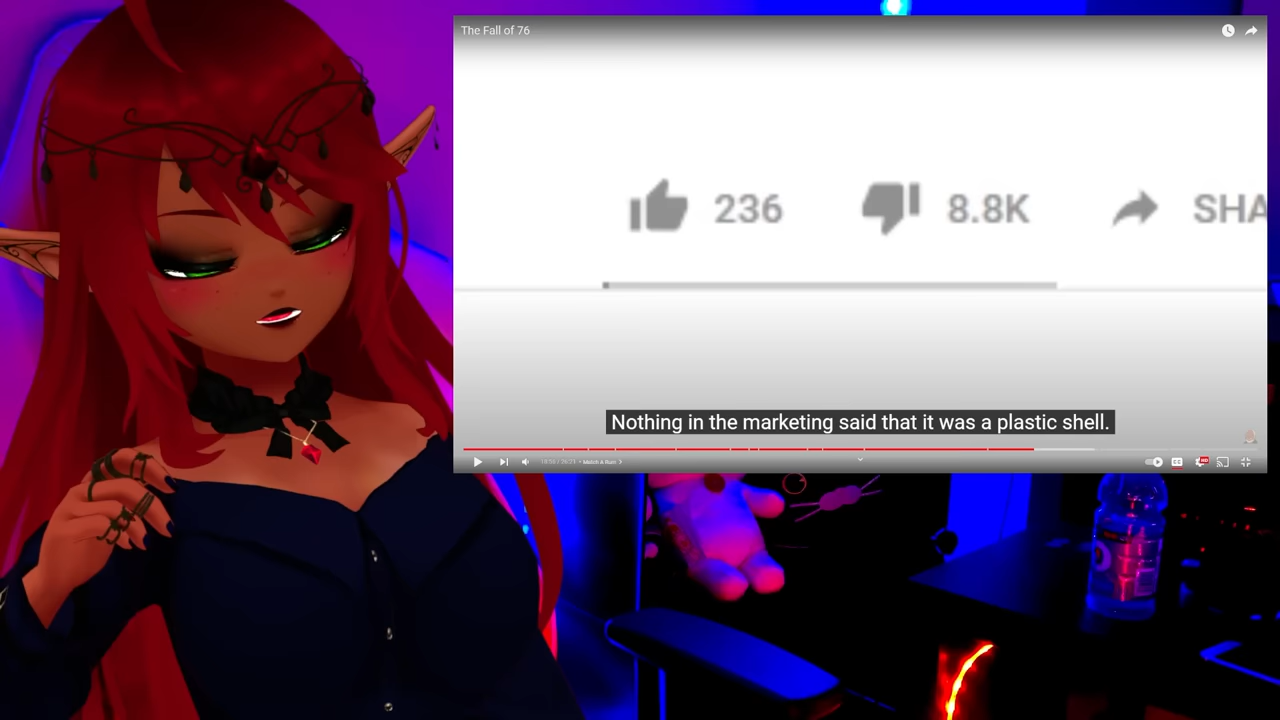 The Fall of 76
236
8.8K
SHA
Nothing in the marketing said that it was a plastic shell.